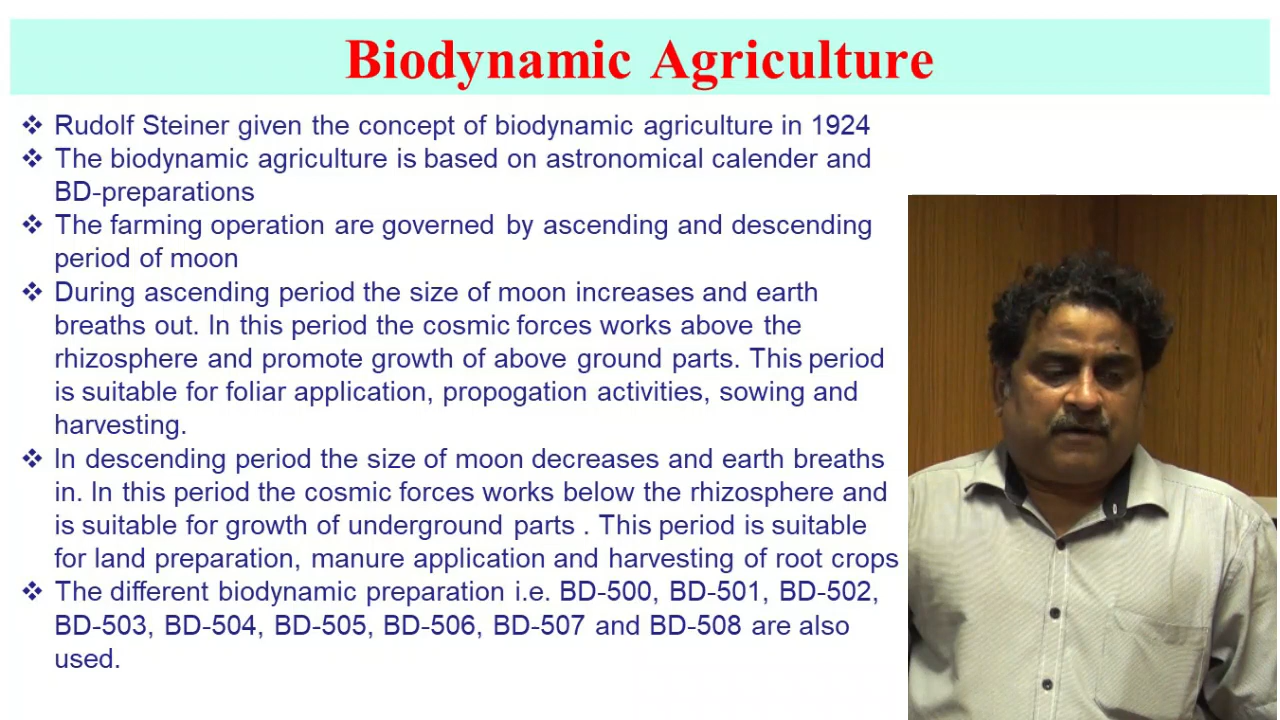 Biodynamic Agriculture
❖ Rudolf Steiner given the concept of biodynamic agriculture in 1924
❖ The biodynamic agriculture is based on astronomical calender and
BD-preparations
❖ The farming operation are governed by ascending and descending
period of moon
❖ During ascending period the size of moon increases and earth
breaths out. In this period the cosmic forces works above the
rhizosphere and promote growth of above ground parts. This period
is suitable for foliar application, propogation activities, sowing and
harvesting.
❖ In descending period the size of moon decreases and earth breaths
in. In this period the cosmic forces works below the rhizosphere and
is suitable for growth of underground parts . This period is suitable
for land preparation, manure application and harvesting of root crops
❖ The different biodynamic preparation i.e. BD-500, BD-501, BD-502,
BD-503, BD-504, BD-505, BD-506, BD-507 and BD-508 are also
used.